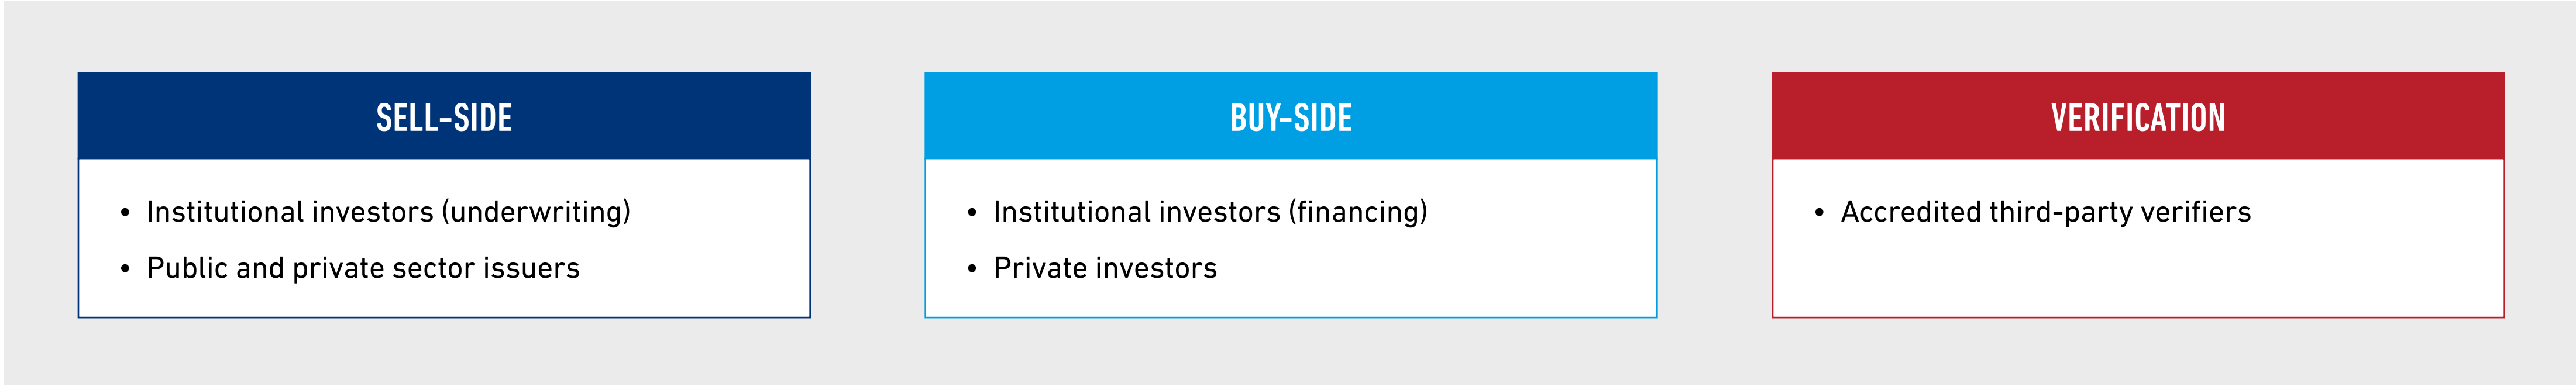 SELL-SIDE
• Institutional investors (underwriting)
• Public and private sector issuers
BUY-SIDE
• Institutional investors (financing)
• Private investors
VERIFICATION
• Accredited third-party verifiers